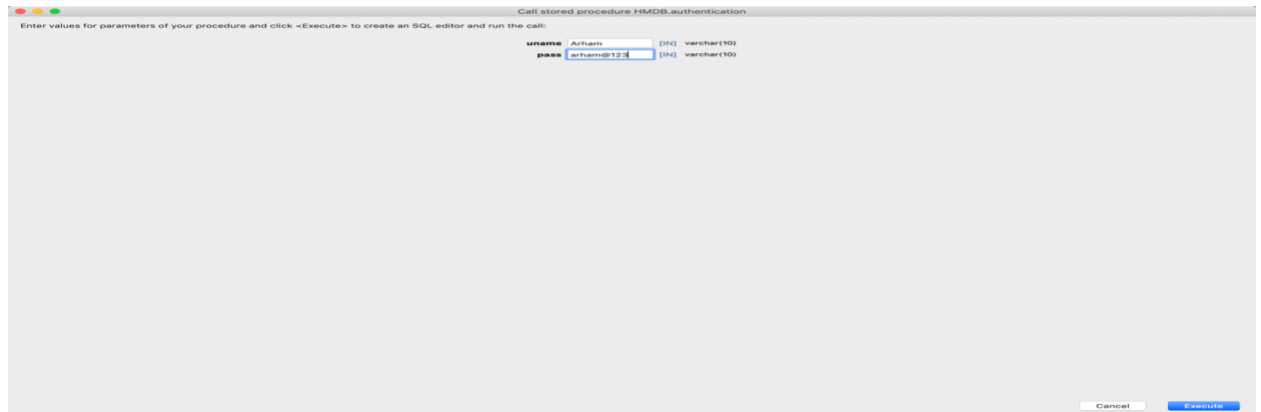 Call stored procedure HMDB.authentication
Enter values for parameters of your procedure and click <Execute> to create an SQL editor and run the call:
uname Arham [IN] varchar(10)
pass arham@123 [IN] varchar(10)
Cancel Execute